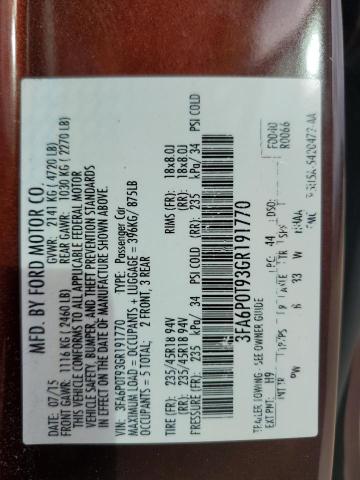 MFD. BY FORD MOTOR CO.
DATE: 07/15 GVWR: 2141 KG (4720 LB)
FRONT GAWR: 1116 KG (2460 LB) REAR GAWR: 1030 KG (2270 LB)
THIS VEHICLE CONFORMS TO ALL APPLICABLE FEDERAL MOTOR
VEHICLE SAFETY, BUMPER, AND THEFT PREVENTION STANDARDS
IN EFFECT ON THE DATE OF MANUFACTURE SHOWN ABOVE.
VIN: 3FA6P0T93GR191770 TYPE: Passenger Car
MAXIMUM LOAD = OCCUPANTS + LUGGAGE = 396KG / 875LB
OCCUPANTS = 5 TOTAL: 2 FRONT, 3 REAR
TIRE (FR): 235/45R18 94V RIMS (FR): 18x8.0J
(RR): 235/45R18 94V (RR): 18x8.0J
PRESSURE (FR): 235 kPa/ 34 PSI COLD (RR): 235 kPa/ 34 PSI COLD
3FA6P0T93GR191770
TRAILER TOWING - SEE OWNER GUIDE
EXT PNT: H9 PC: 44 DSO: R0066
33
5420472-AA